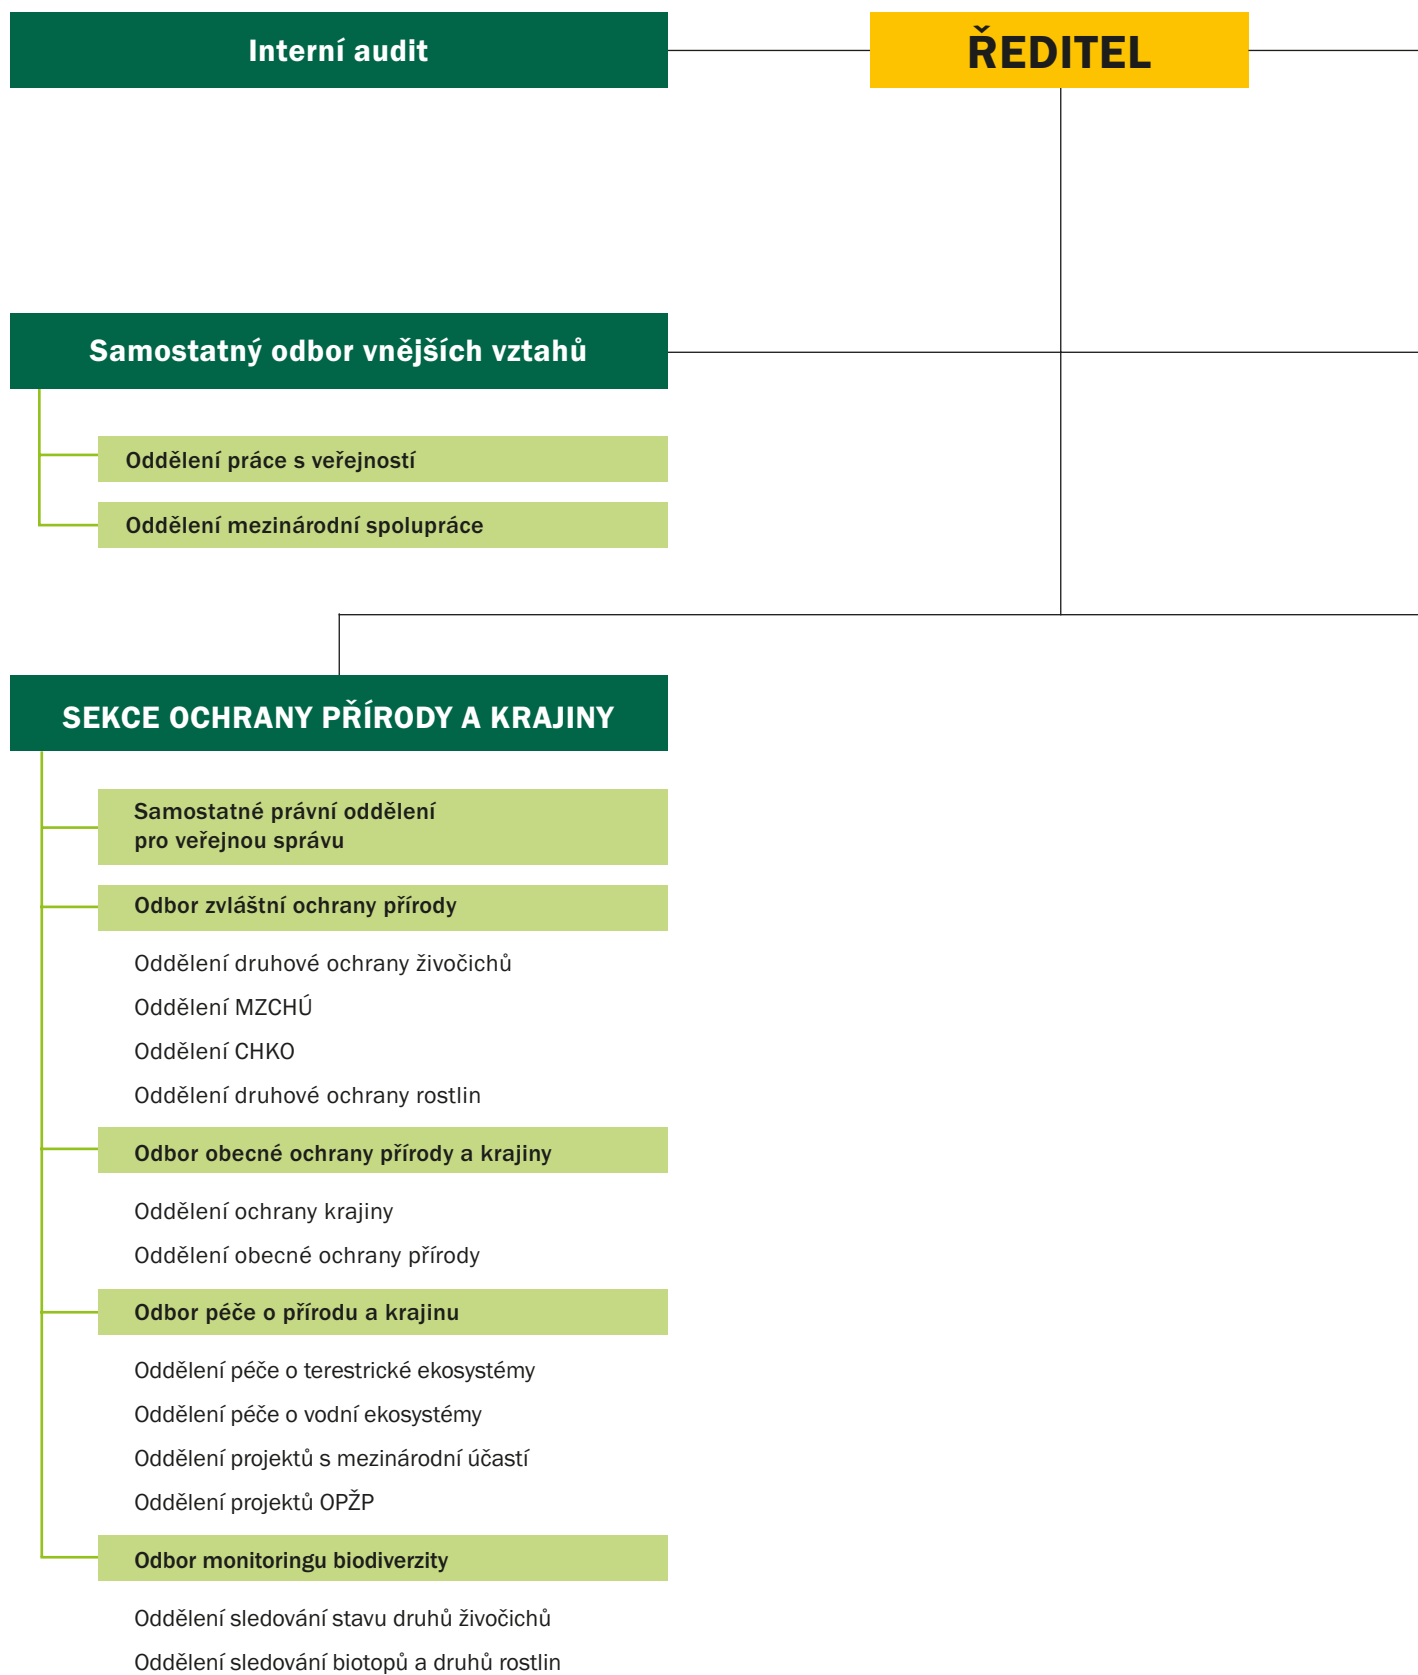 Interní audit
ŘEDITEL
Samostatný odbor vnějších vztahů
Oddělení práce s veřejností
Oddělení mezinárodní spolupráce
SEKCE OCHRANY PŘÍRODY A KRAJINY
Samostatné právní oddělení
pro veřejnou správu
Odbor zvláštní ochrany přírody
Oddělení druhové ochrany živočichů
Oddělení MZCHÚ
Oddělení CHKO
Oddělení druhové ochrany rostlin
Odbor obecné ochrany přírody a krajiny
Oddělení ochrany krajiny
Oddělení obecné ochrany přírody
Odbor péče o přírodu a krajinu
Oddělení péče o terestrické ekosystémy
Oddělení péče o vodní ekosystémy
Oddělení projektů s mezinárodní účastí
Oddělení projektů OPŽP
Odbor monitoringu biodiverzity
Oddělení sledování stavu druhů živočichů
Oddělení sledování biotopů a druhů rostlin